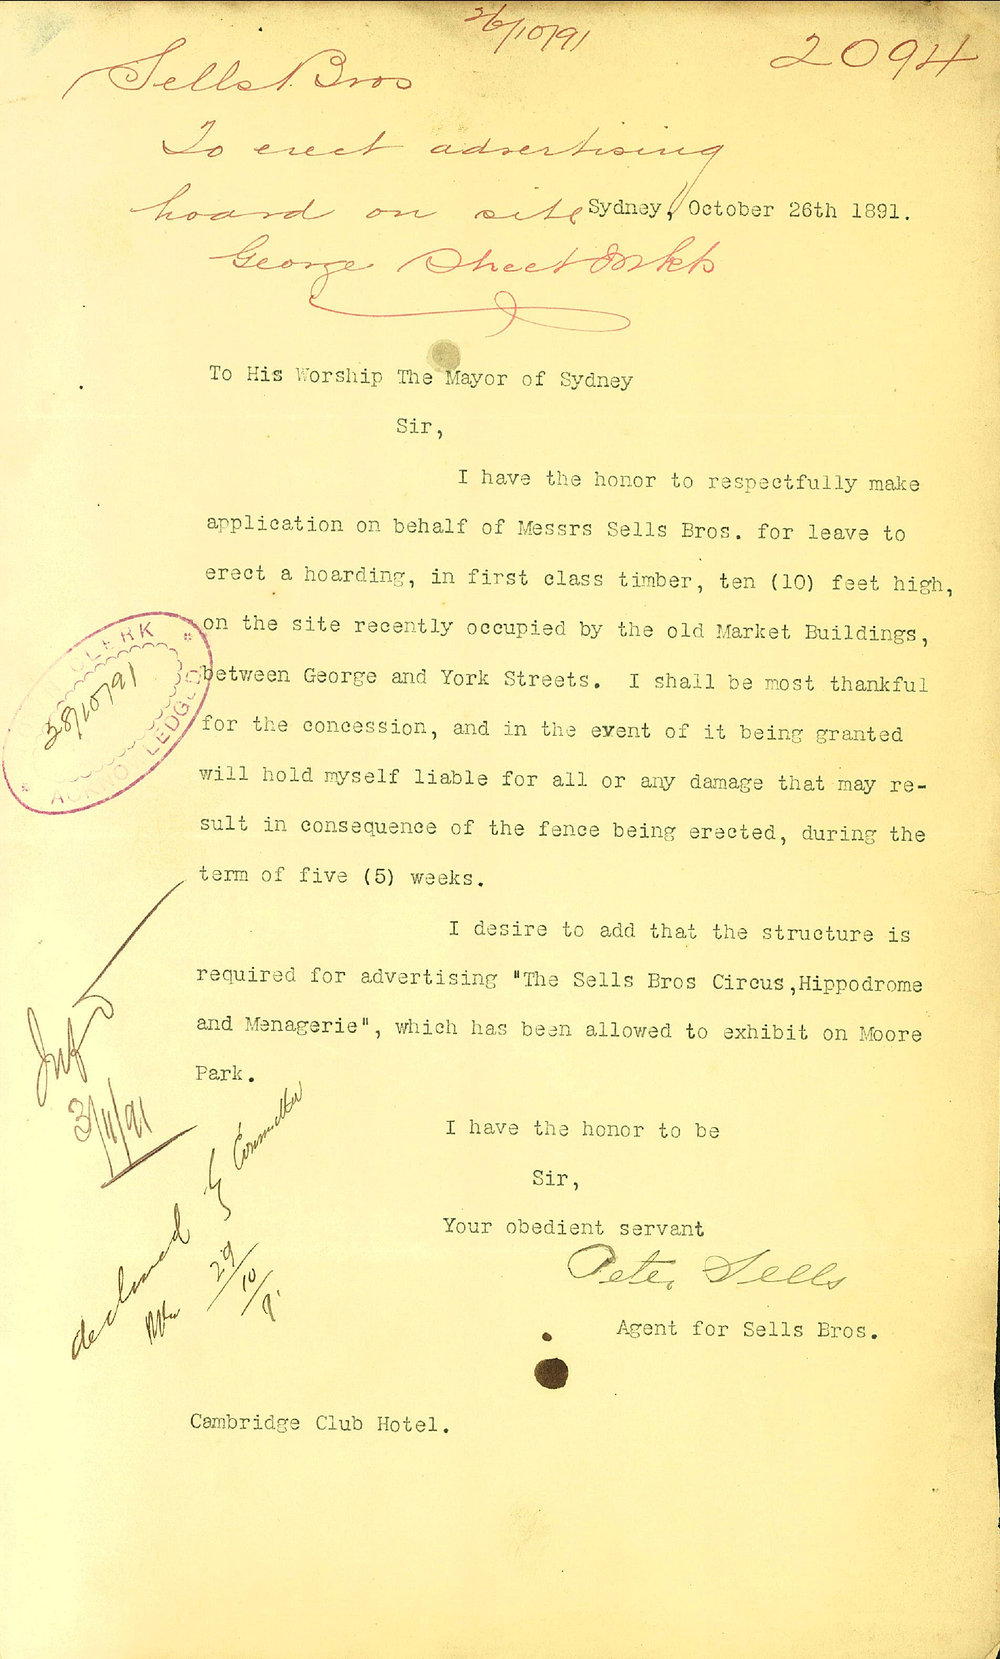 26/10/91
2094
Sells Bros
To erect advertising
hoard on site
George Street Mkts
Sydney, October 26th 1891.
To His Worship The Mayor of Sydney
Sir,
I have the honor to respectfully make
application on behalf of Messrs Sells Bros. for leave to
erect a hoarding, in first class timber, ten (10) feet high,
on the site recently occupied by the old Market Buildings,
between George and York Streets. I shall be most thankful
for the concession, and in the event of it being granted
will hold myself liable for all or any damage that may re-
sult in consequence of the fence being erected, during the
term of five (5) weeks.
I desire to add that the structure is
required for advertising "The Sells Bros Circus,Hippodrome
and Menagerie", which has been allowed to exhibit on Moore
Park.
I have the honor to be
Sir,
Your obedient servant
Peter Sells
Agent for Sells Bros.
Cambridge Club Hotel.
CLERK
28/10/91
ACKNOWLEDGED
Inf
3/11/91
declined by Committee
29/10/9